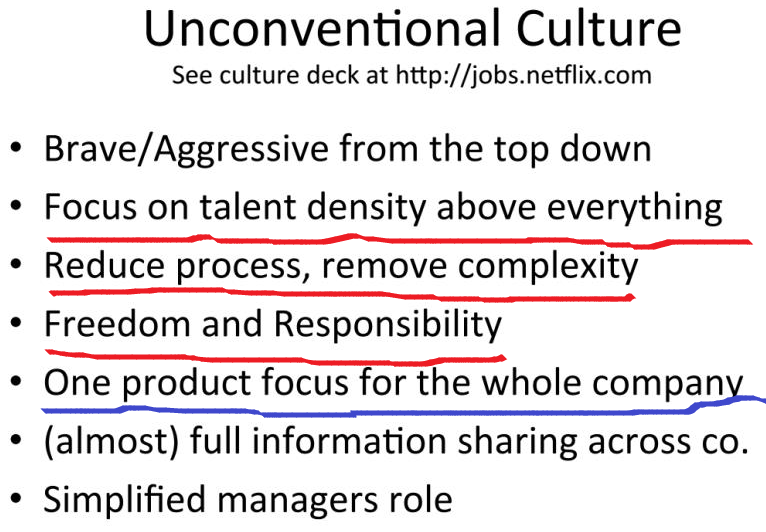 Unconventional Culture
See culture deck at http://jobs.netflix.com
• Brave/Aggressive from the top down
• Focus on talent density above everything
• Reduce process, remove complexity
• Freedom and Responsibility
• One product focus for the whole company
• (almost) full information sharing across co.
• Simplified managers role